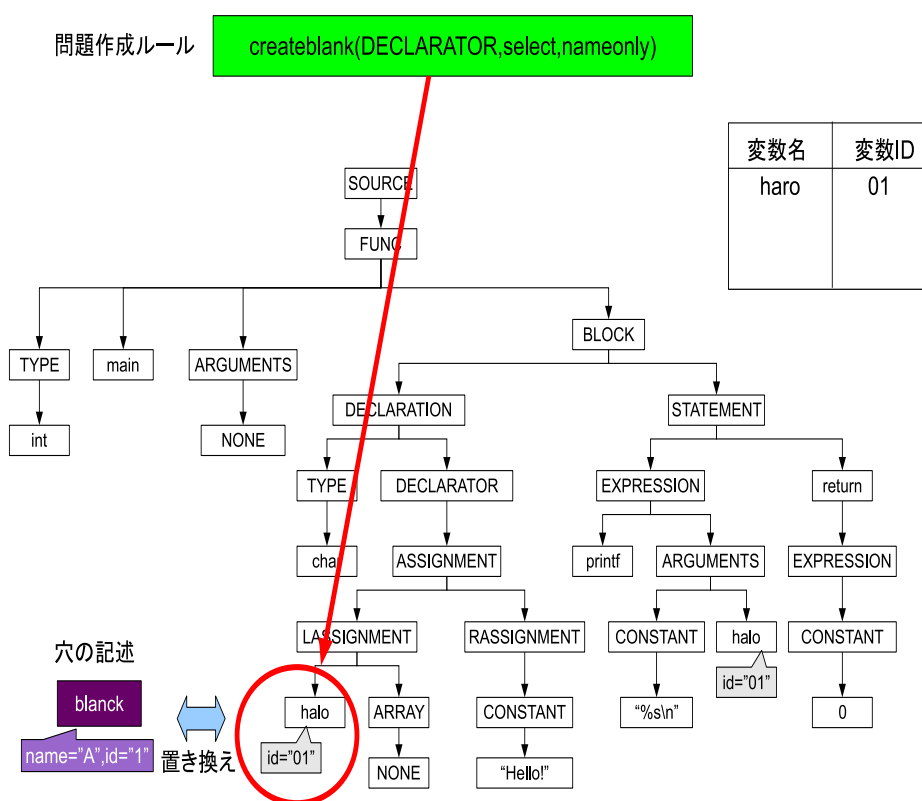 問題作成ルール
createblank(DECLARATOR,select,nameonly)
変数名 変数ID
haro 01
SOURCE
FUNC
BLOCK
TYPE main ARGUMENTS
DECLARATION STATEMENT
int NONE
TYPE DECLARATOR EXPRESSION return
char ASSIGNMENT printf ARGUMENTS EXPRESSION
LASSIGNMENT RASSIGNMENT CONSTANT halo CONSTANT
穴の記述
id="01"
blanck
halo ARRAY CONSTANT "%s\n" 0
name="A",id="1"
置き換え
id="01"
NONE "Hello!"